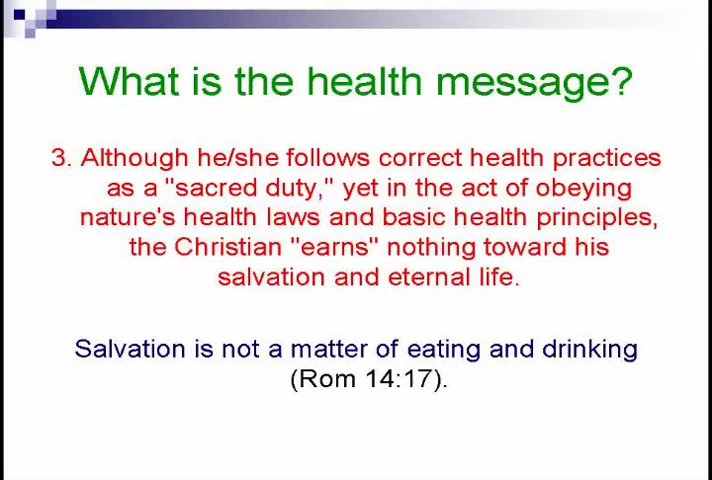 What is the health message?
3. Although he/she follows correct health practices
as a "sacred duty," yet in the act of obeying
nature's health laws and basic health principles,
the Christian "earns" nothing toward his
salvation and eternal life.
Salvation is not a matter of eating and drinking
(Rom 14:17).